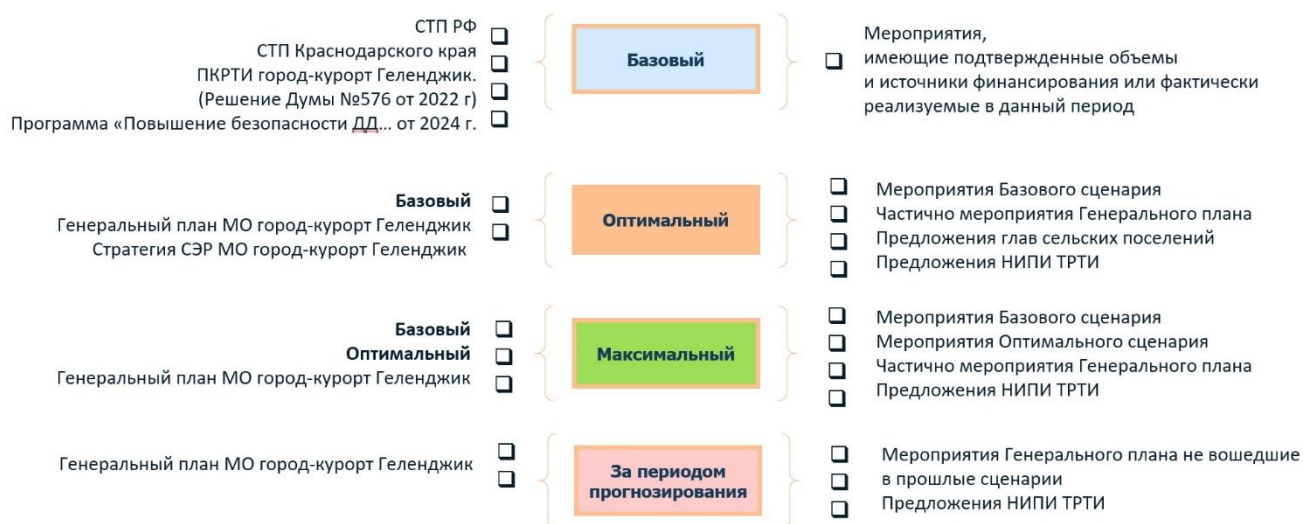 СТП РФ
СТП Краснодарского края
ПКРТИ город-курорт Геленджик.
(Решение Думы №576 от 2022 г)
Программа «Повышение безопасности ДД... от 2024 г.
Базовый
Мероприятия,
имеющие подтвержденные объемы
и источники финансирования или фактически
реализуемые в данный период
Базовый
Генеральный план МО город-курорт Геленджик
Стратегия СЭР МО город-курорт Геленджик
Оптимальный
Мероприятия Базового сценария
Частично мероприятия Генерального плана
Предложения глав сельских поселений
Предложения НИПИ ТРТИ
Базовый
Оптимальный
Генеральный план МО город-курорт Геленджик
Максимальный
Мероприятия Базового сценария
Мероприятия Оптимального сценария
Частично мероприятия Генерального плана
Предложения НИПИ ТРТИ
Генеральный план МО город-курорт Геленджик
За периодом
прогнозирования
Мероприятия Генерального плана не вошедшие
в прошлые сценарии
Предложения НИПИ ТРТИ